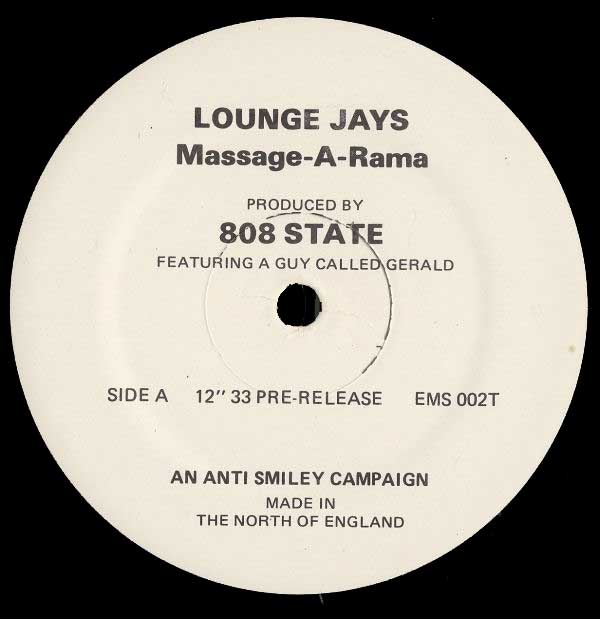 LOUNGE JAYS
Massage-A-Rama
PRODUCED BY
808 STATE
FEATURING A GUY CALLED GERALD
SIDE A 12" 33 PRE-RELEASE EMS 002T
AN ANTI SMILEY CAMPAIGN
MADE IN
THE NORTH OF ENGLAND